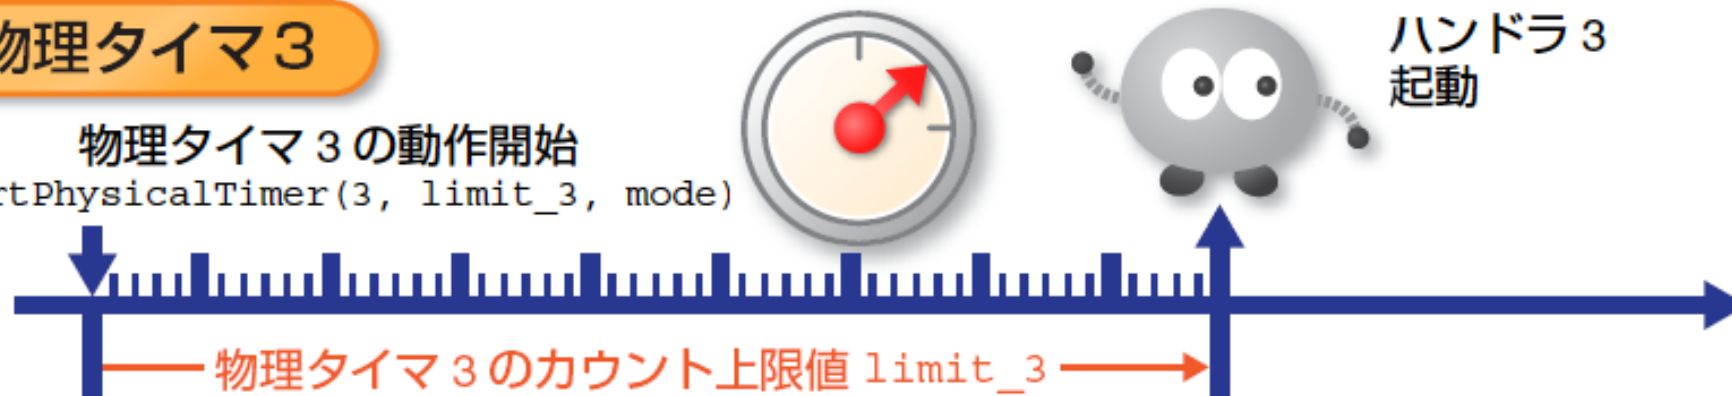 物理タイマ3
ハンドラ 3
起動
物理タイマ 3 の動作開始
rtPhysicalTimer(3, limit_3, mode)
物理タイマ 3 のカウント上限値 limit_3